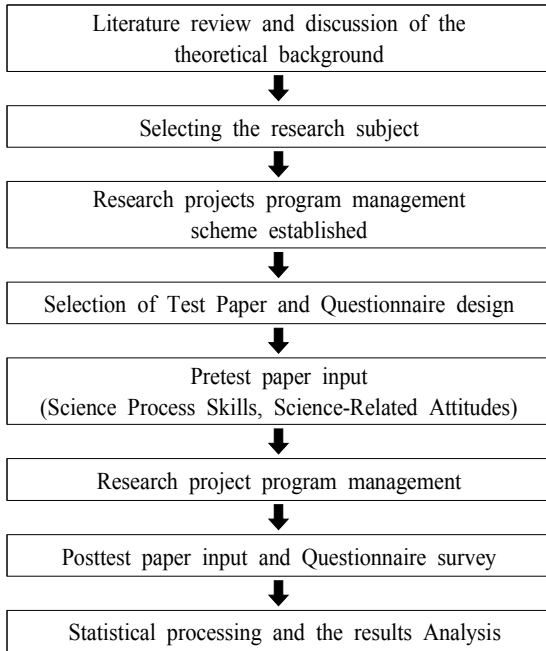 Literature review and discussion of the
theoretical background
Selecting the research subject
Research projects program management
scheme established
Selection of Test Paper and Questionnaire design
Pretest paper input
(Science Process Skills, Science-Related Attitudes)
Research project program management
Posttest paper input and Questionnaire survey
Statistical processing and the results Analysis